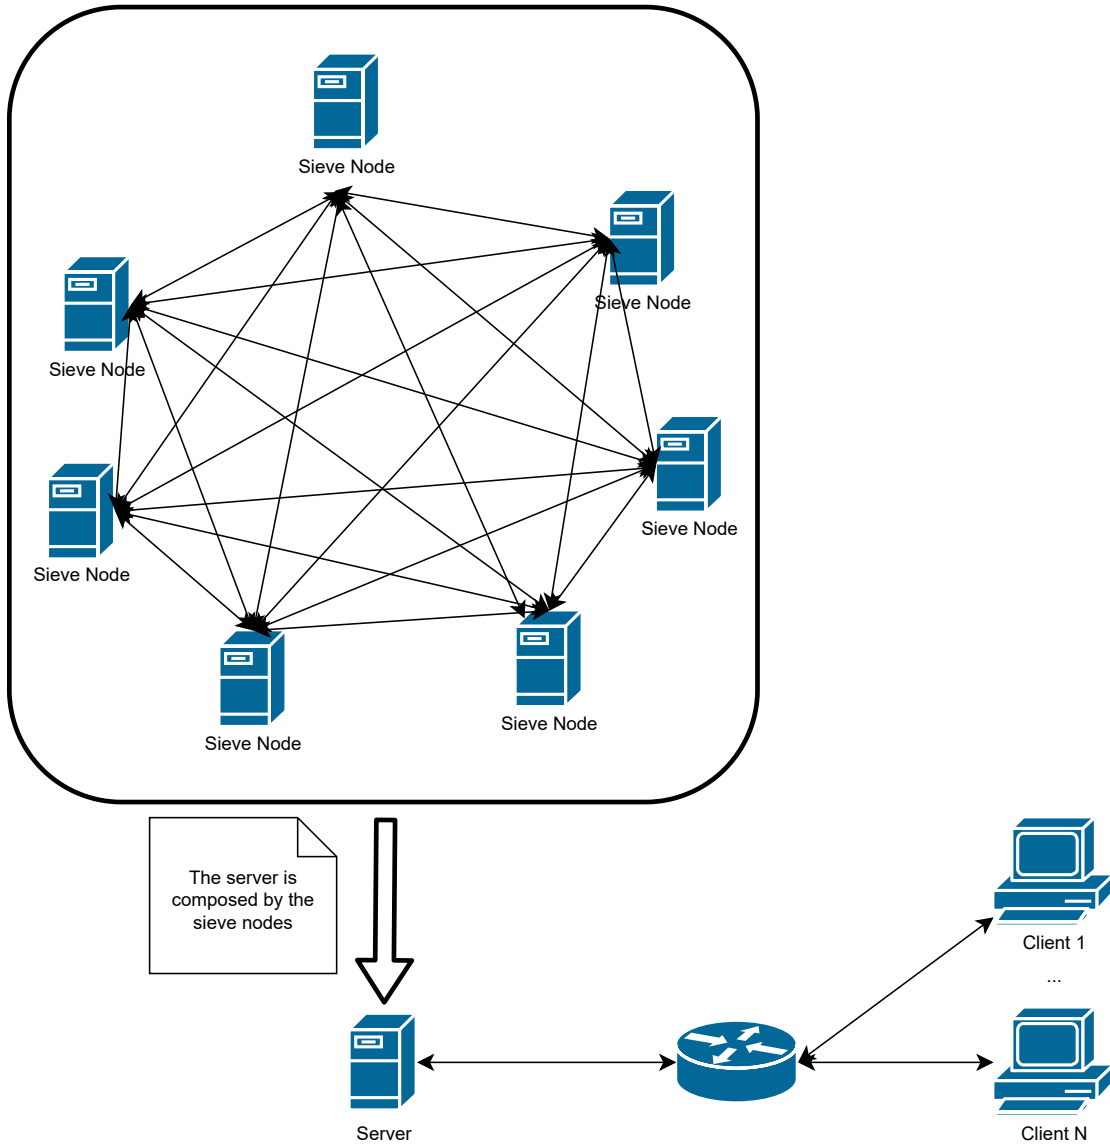 Sieve Node
Sieve Node
Sieve Node
Sieve Node
Sieve Node
Sieve Node
Sieve Node
The server is
composed by the
sieve nodes
Client 1
...
Server
Client N